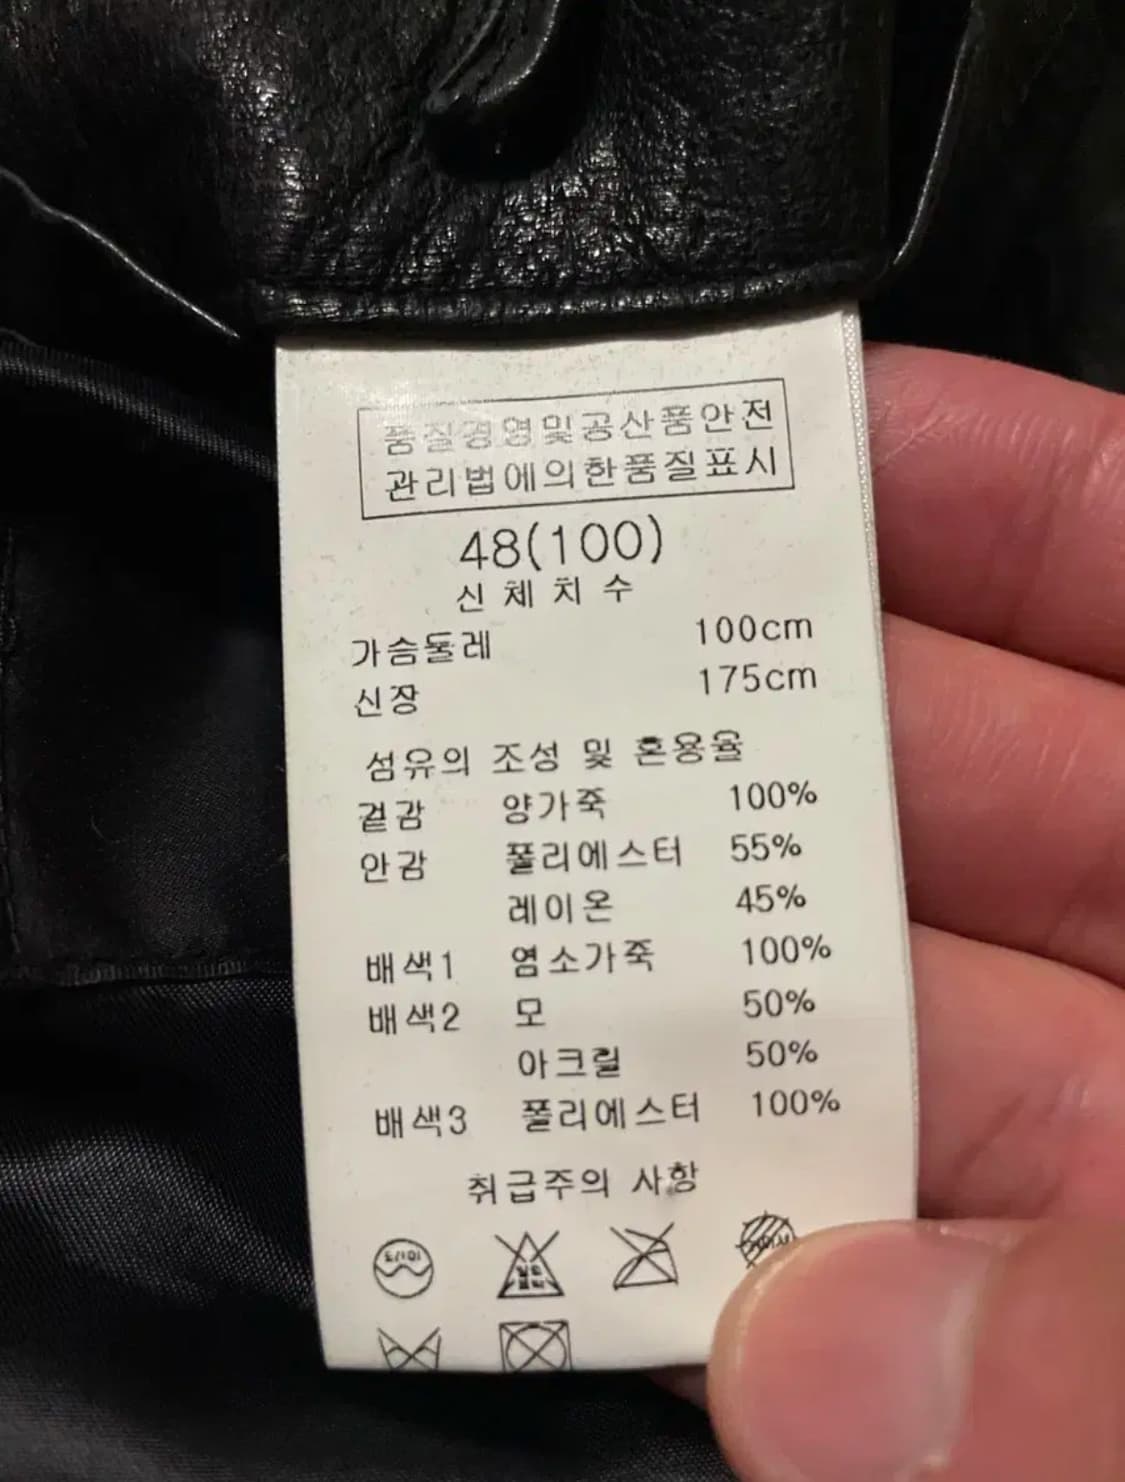 품질경영및공산품안전
관리법에의한품질표시
48(100)
신체치수
가슴둘레 100cm
신장 175cm
섬유의 조성 및 혼용율
겉감 양가죽 100%
안감 폴리에스터 55%
레이온 45%
배색1 염소가죽 100%
배색2 모 50%
아크릴 50%
배색3 폴리에스터 100%
취급주의 사항
드라이